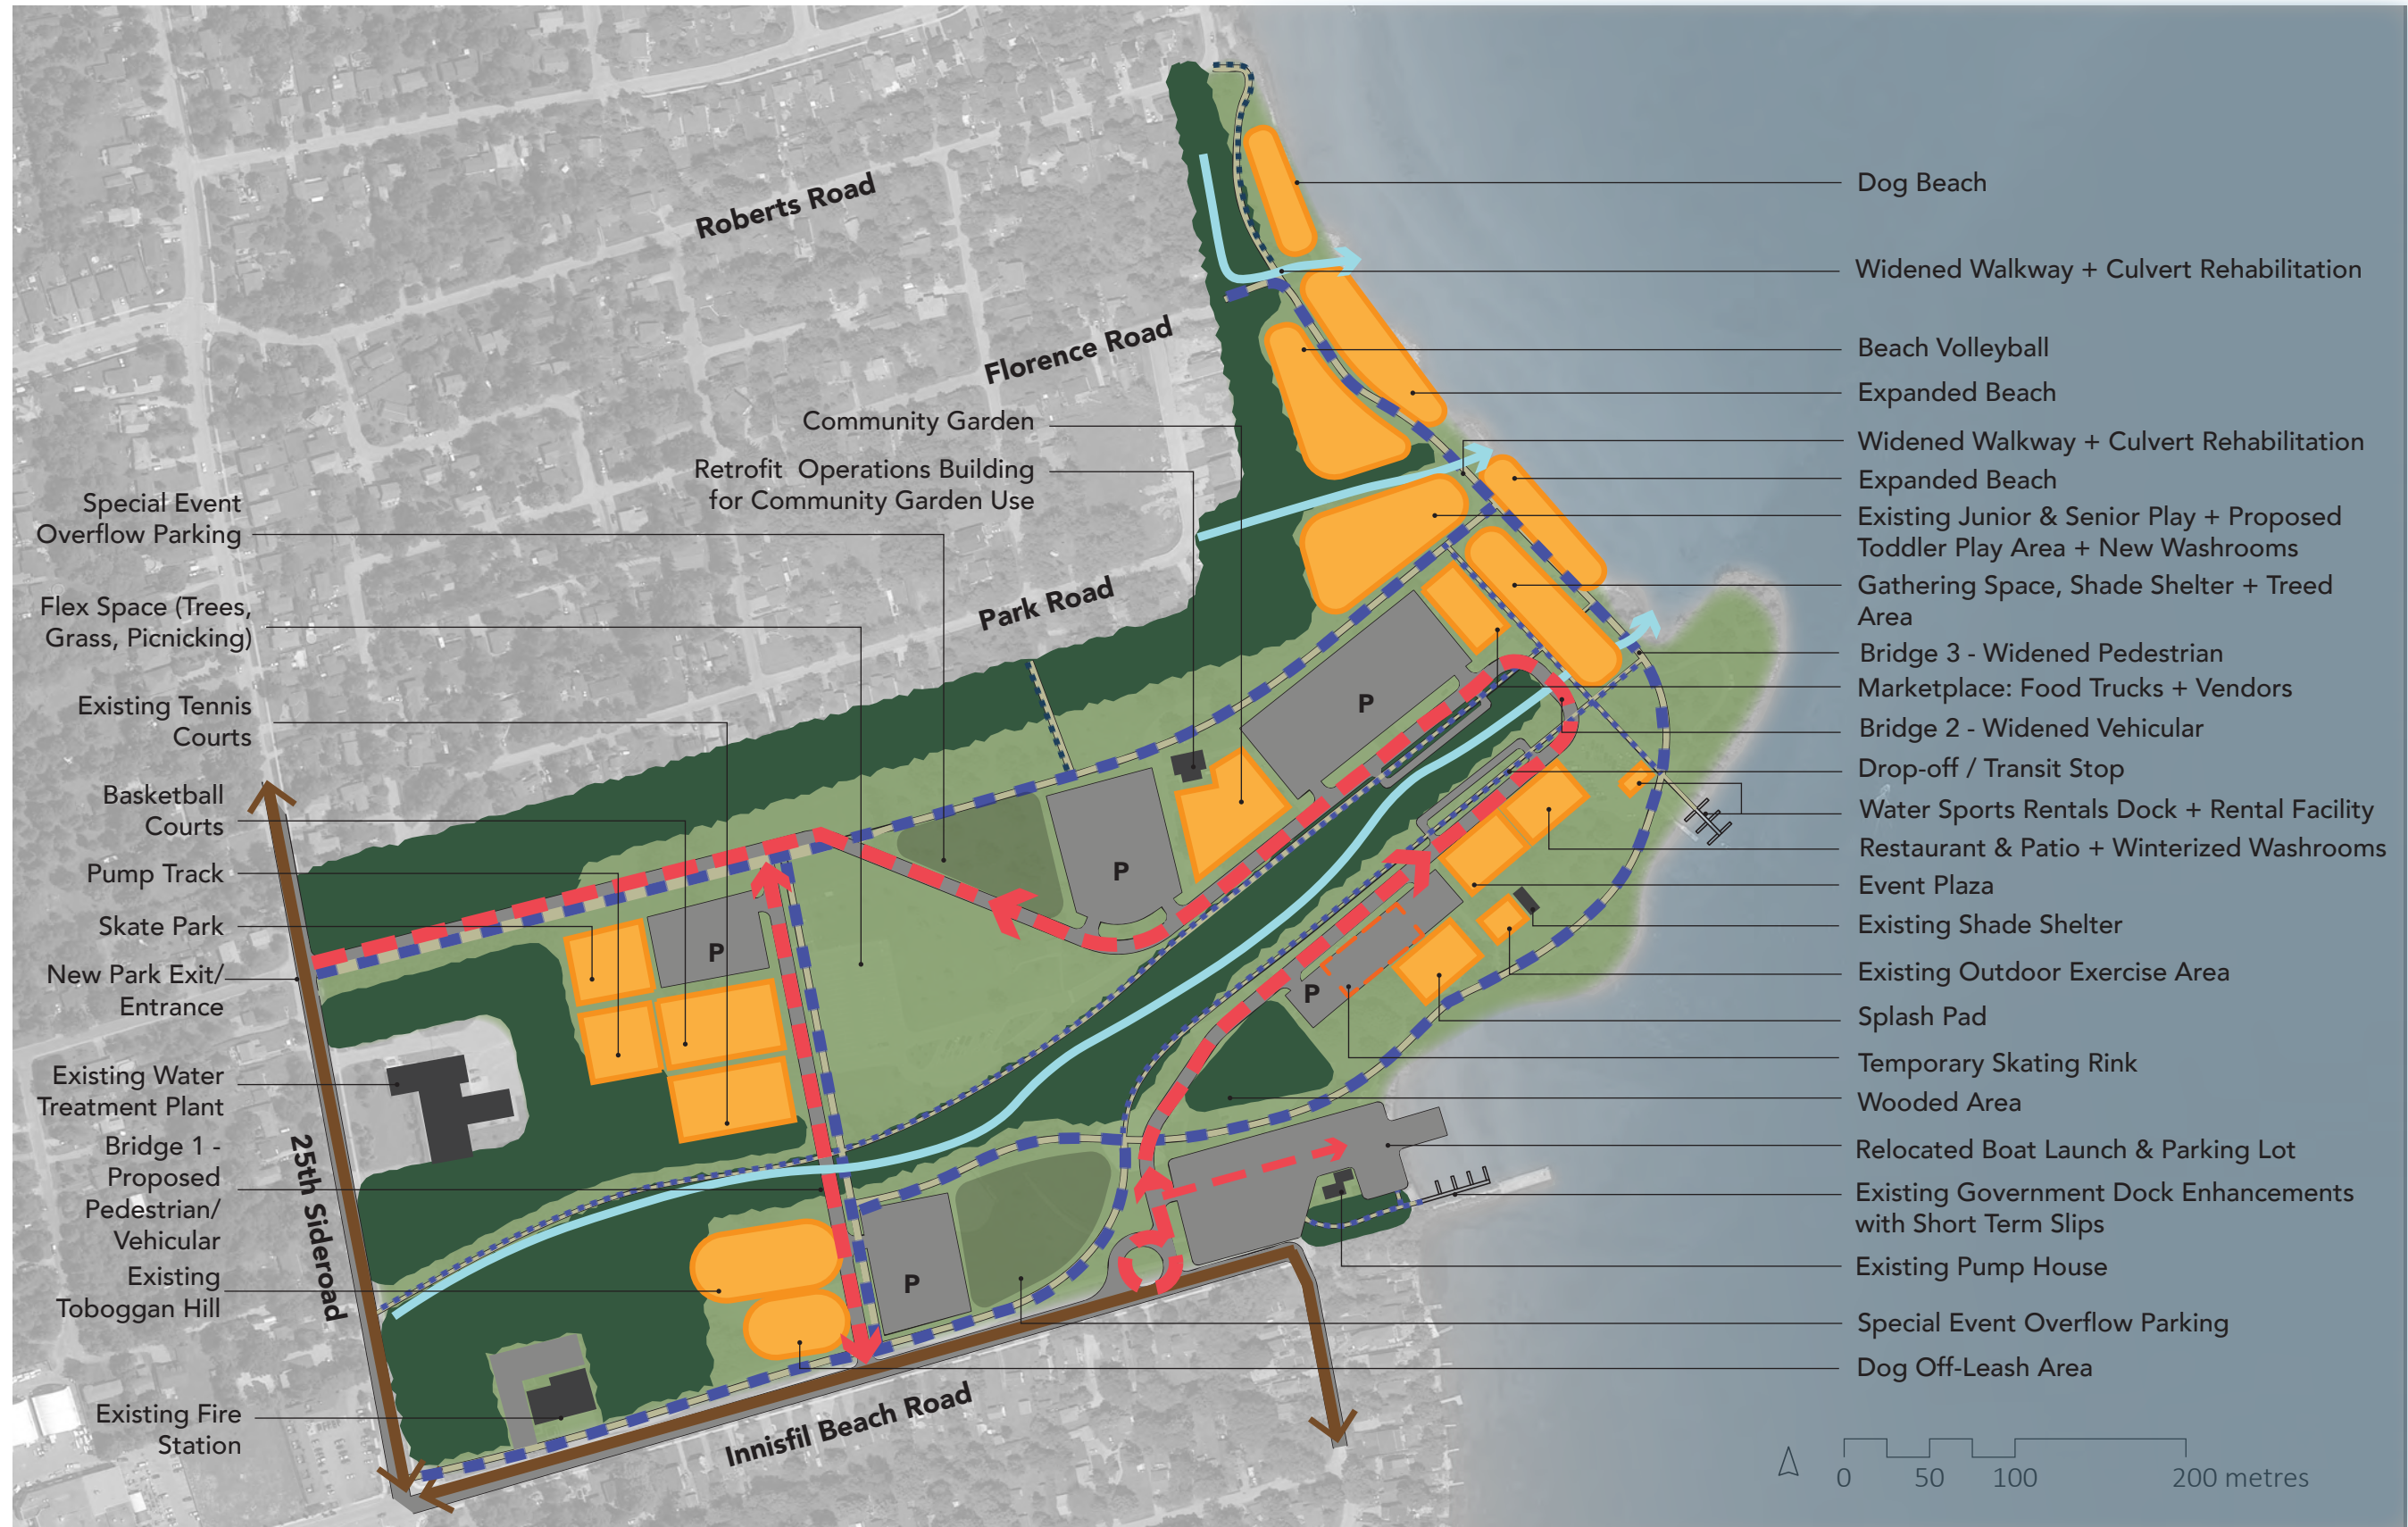 Roberts Road
Florence Road
Park Road
25th Sideroad
Innisfil Beach Road
Community Garden
Retrofit Operations Building
for Community Garden Use
Special Event
Overflow Parking
Flex Space (Trees,
Grass, Picnicking)
Existing Tennis
Courts
Basketball
Courts
Pump Track
Skate Park
New Park Exit/
Entrance
Existing Water
Treatment Plant
Bridge 1 -
Proposed
Pedestrian/
Vehicular
Existing
Toboggan Hill
Existing Fire
Station
P
P
P
P
P
Dog Beach
Widened Walkway + Culvert Rehabilitation
Beach Volleyball
Expanded Beach
Widened Walkway + Culvert Rehabilitation
Expanded Beach
Existing Junior & Senior Play + Proposed
Toddler Play Area + New Washrooms
Gathering Space, Shade Shelter + Treed
Area
Bridge 3 - Widened Pedestrian
Marketplace: Food Trucks + Vendors
Bridge 2 - Widened Vehicular
Drop-off / Transit Stop
Water Sports Rentals Dock + Rental Facility
Restaurant & Patio + Winterized Washrooms
Event Plaza
Existing Shade Shelter
Existing Outdoor Exercise Area
Splash Pad
Temporary Skating Rink
Wooded Area
Relocated Boat Launch & Parking Lot
Existing Government Dock Enhancements
with Short Term Slips
Existing Pump House
Special Event Overflow Parking
Dog Off-Leash Area
0 50 100 200 metres